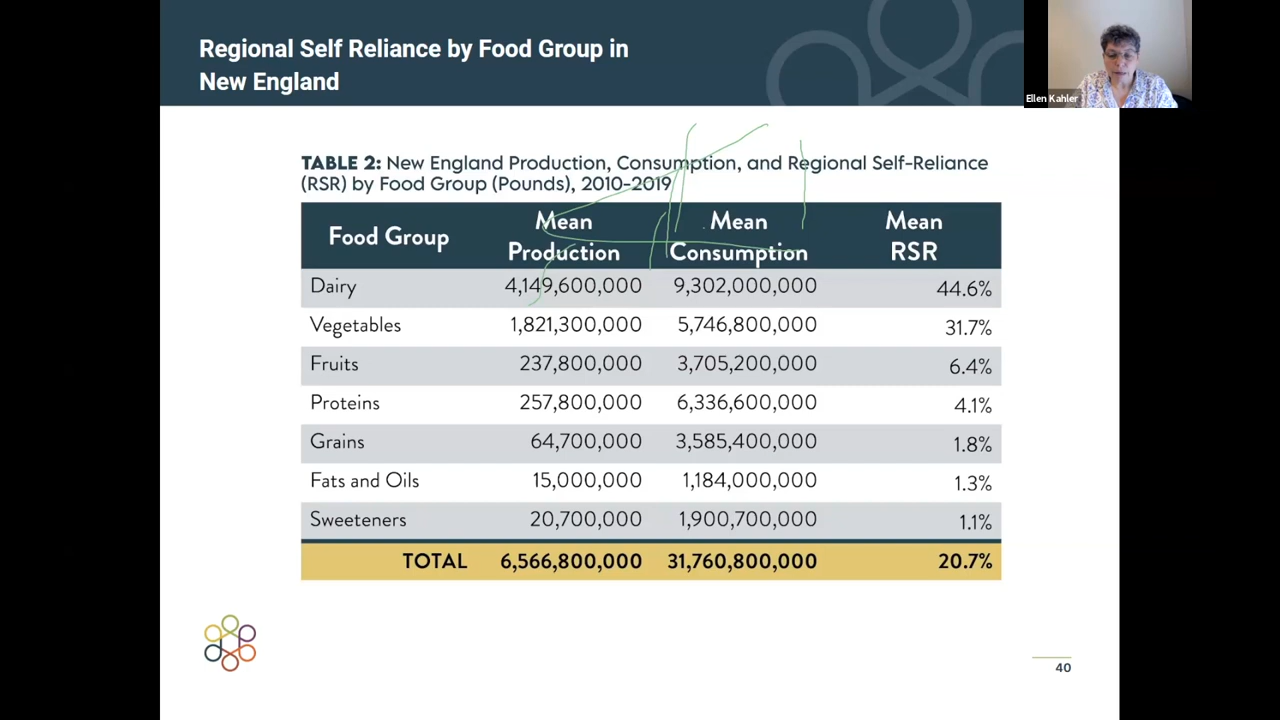 Regional Self Reliance by Food Group in
New England
Ellen Kahler
TABLE 2: New England Production, Consumption, and Regional Self-Reliance
(RSR) by Food Group (Pounds), 2010-2019
Food Group Mean Production Mean Consumption Mean RSR
Dairy 4,149,600,000 9,302,000,000 44.6%
Vegetables 1,821,300,000 5,746,800,000 31.7%
Fruits 237,800,000 3,705,200,000 6.4%
Proteins 257,800,000 6,336,600,000 4.1%
Grains 64,700,000 3,585,400,000 1.8%
Fats and Oils 15,000,000 1,184,000,000 1.3%
Sweeteners 20,700,000 1,900,700,000 1.1%
TOTAL 6,566,800,000 31,760,800,000 20.7%
40